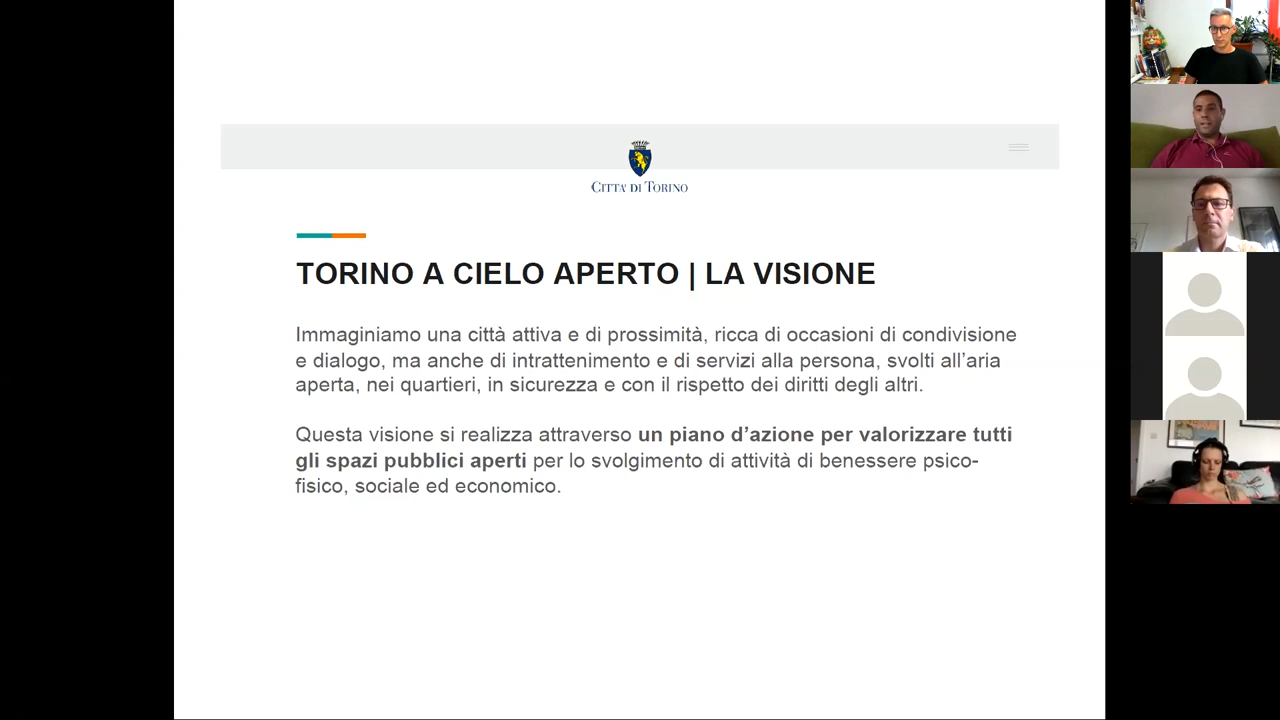 CITTA' DI TORINO
TORINO A CIELO APERTO | LA VISIONE
Immaginiamo una città attiva e di prossimità, ricca di occasioni di condivisione
e dialogo, ma anche di intrattenimento e di servizi alla persona, svolti all’aria
aperta, nei quartieri, in sicurezza e con il rispetto dei diritti degli altri.
Questa visione si realizza attraverso un piano d’azione per valorizzare tutti
gli spazi pubblici aperti per lo svolgimento di attività di benessere psico-
fisico, sociale ed economico.